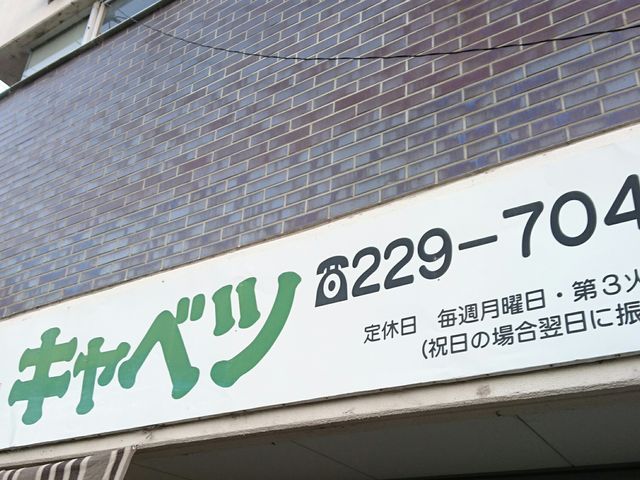 キャベツ
☎229-704
定休日 毎週月曜日・第3火
(祝日の場合翌日に振